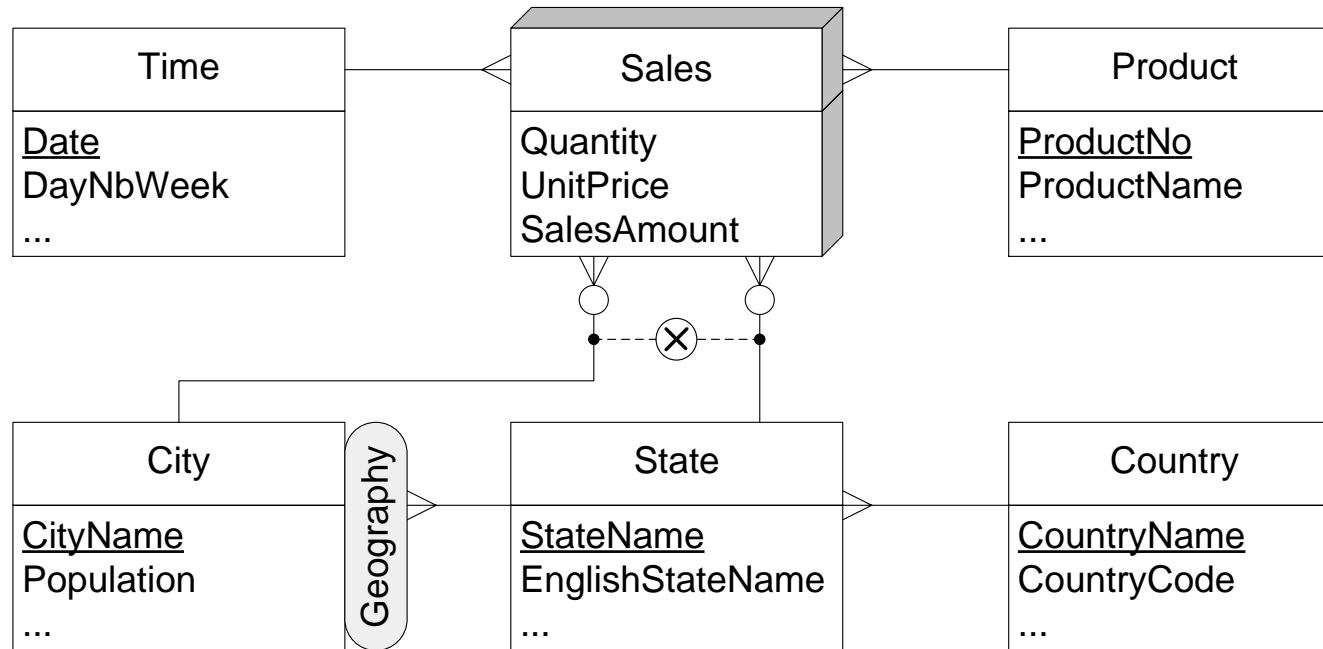 Time
Date
DayNbWeek
...
Sales
Quantity
UnitPrice
SalesAmount
Product
ProductNo
ProductName
...
City
CityName
Population
...
Geography
State
StateName
EnglishStateName
...
Country
CountryName
CountryCode
...